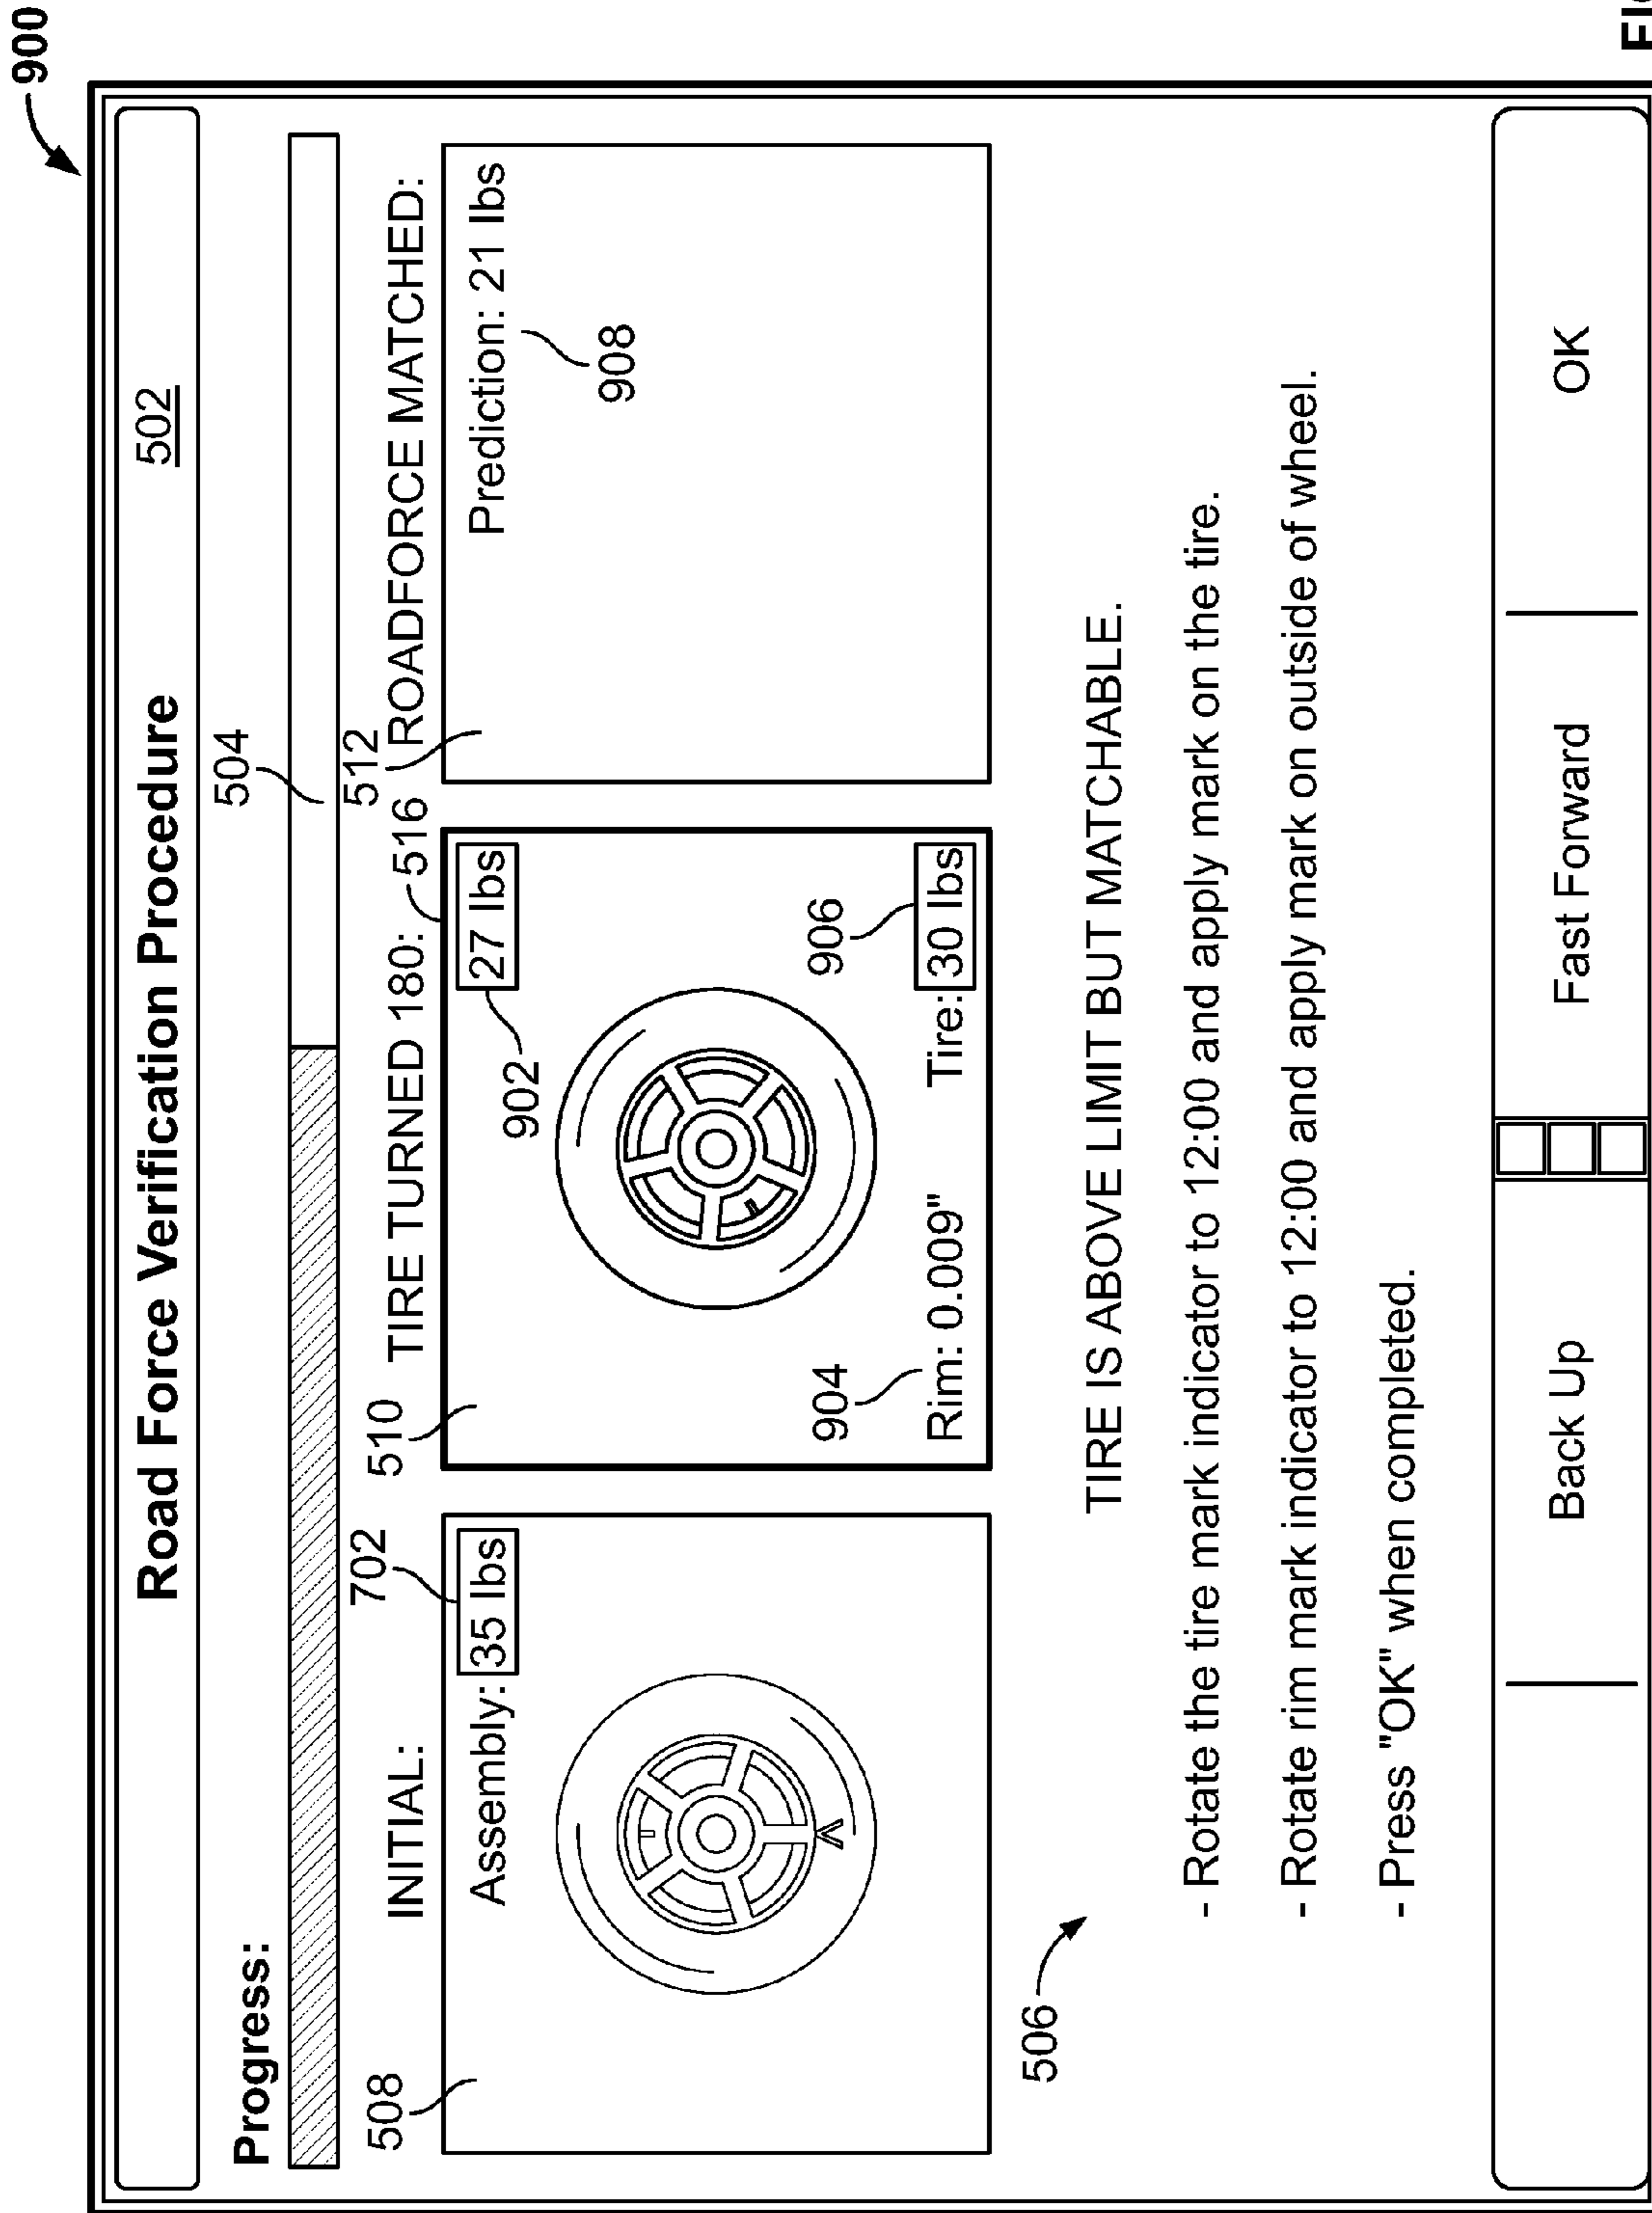 900
Road Force Verification Procedure
502
Progress:
504
508
INITIAL:
702
510
TIRE TURNED 180:
516
512
ROADFORCE MATCHED:
Assembly: 35 lbs
27 lbs
902
Prediction: 21 lbs
908
904
Rim: 0.009"
906
Tire: 30 lbs
506
TIRE IS ABOVE LIMIT BUT MATCHABLE.
- Rotate the tire mark indicator to 12:00 and apply mark on the tire.
- Rotate rim mark indicator to 12:00 and apply mark on outside of wheel.
- Press "OK" when completed.
Back Up
Fast Forward
OK